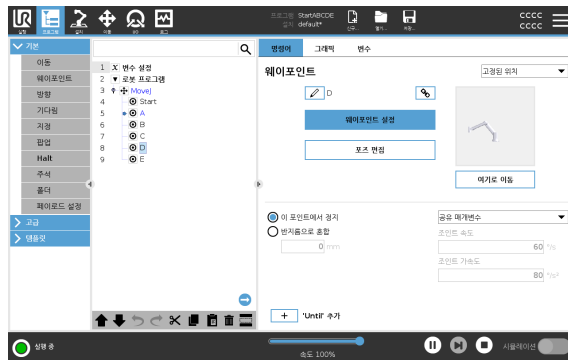 UR
실행
프로그램
설치
이동
I/O
로그
프로그램 StartABCDE
설치 default*
신규...
열기...
저장...
CCCC
CCCC
기본
이동
웨이포인트
방향
기다림
지정
팝업
Halt
주석
폴더
페이로드 설정
고급
템플릿
1 X 변수 설정
2 로봇 프로그램
3 MoveJ
4 Start
5 A
6 B
7 C
8 D
9 E
명령어 그래픽 변수
웨이포인트
고정된 위치
D
웨이포인트 설정
포즈 편집
여기로 이동
이 포인트에서 정지
반지름으로 혼합
0 mm
공유 매개변수
조인트 속도
60 °/s
조인트 가속도
80 °/s²
+ 'Until' 추가
실행 중
속도 100%
시뮬레이션